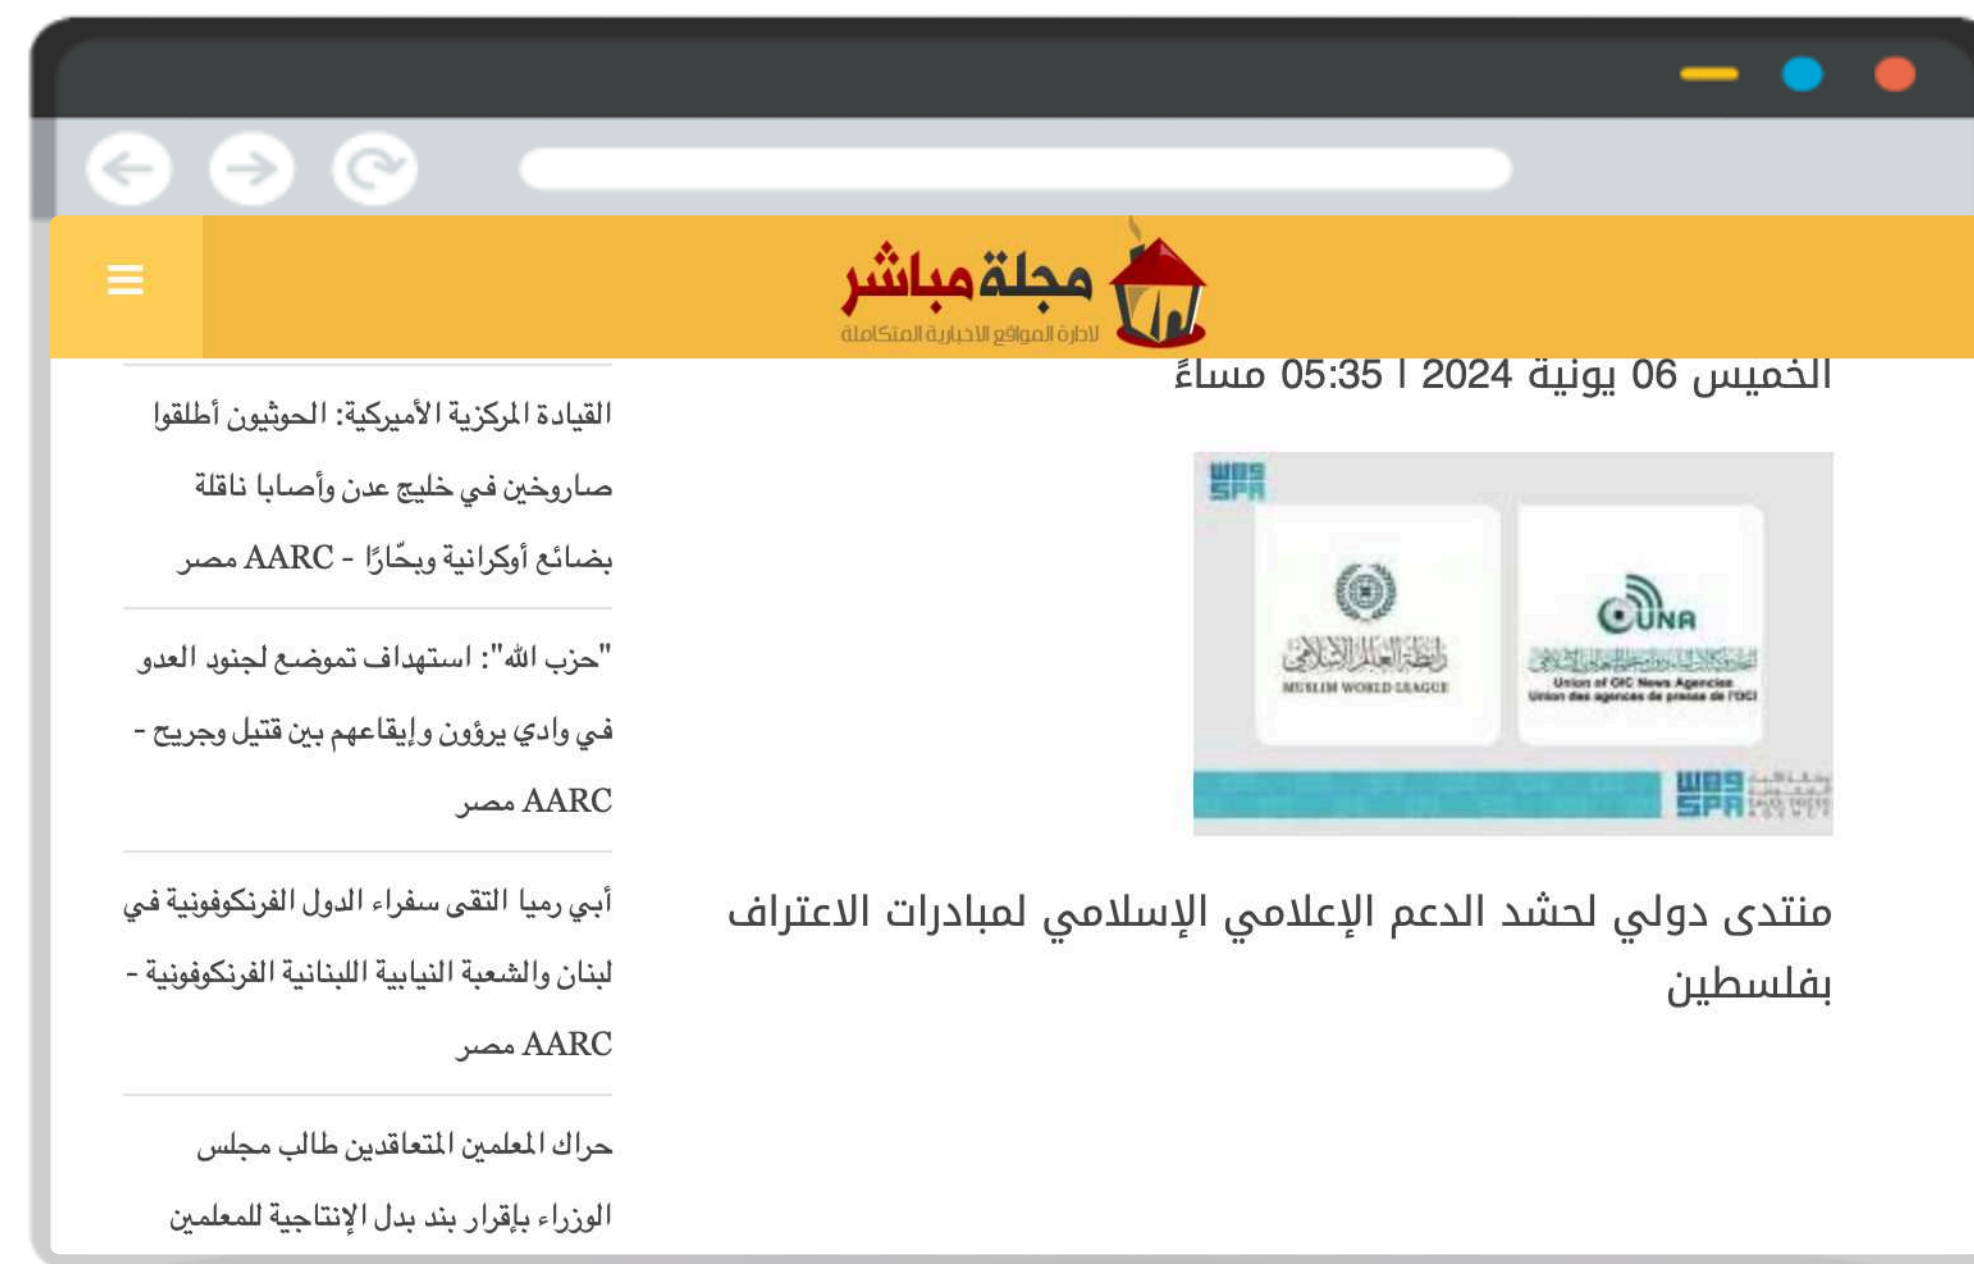 مجلة مباشر
لادارة المواقع الاخبارية المتكاملة
الخميس 06 يونية 2024 | 05:35 مساءً
واس
SPA
UNA
Union of OIC News Agencies
Union des agences de presse de l'OCI
رابطة العالم الإسلامي
MUSLIM WORLD LEAGUE
واس
SPA
منتدى دولي لحشد الدعم الإعلامي الإسلامي لمبادرات الاعتراف
بفلسطين
القيادة المركزية الأميركية: الحوثيون أطلقوا
صاروخين في خليج عدن وأصابا ناقلة
بضائع أوكرانية وبحّارًا - AARC مصر
"حزب الله": استهداف تموضع لجنود العدو
في وادي يرؤون وإيقاعهم بين قتيل وجريح -
AARC مصر
أبي رميا التقى سفراء الدول الفرنكوفونية في
لبنان والشعبة النيابية اللبنانية الفرنكوفونية -
AARC مصر
حراك المعلمين المتعاقدين طالب مجلس
الوزراء بإقرار بند بدل الإنتاجية للمعلمين